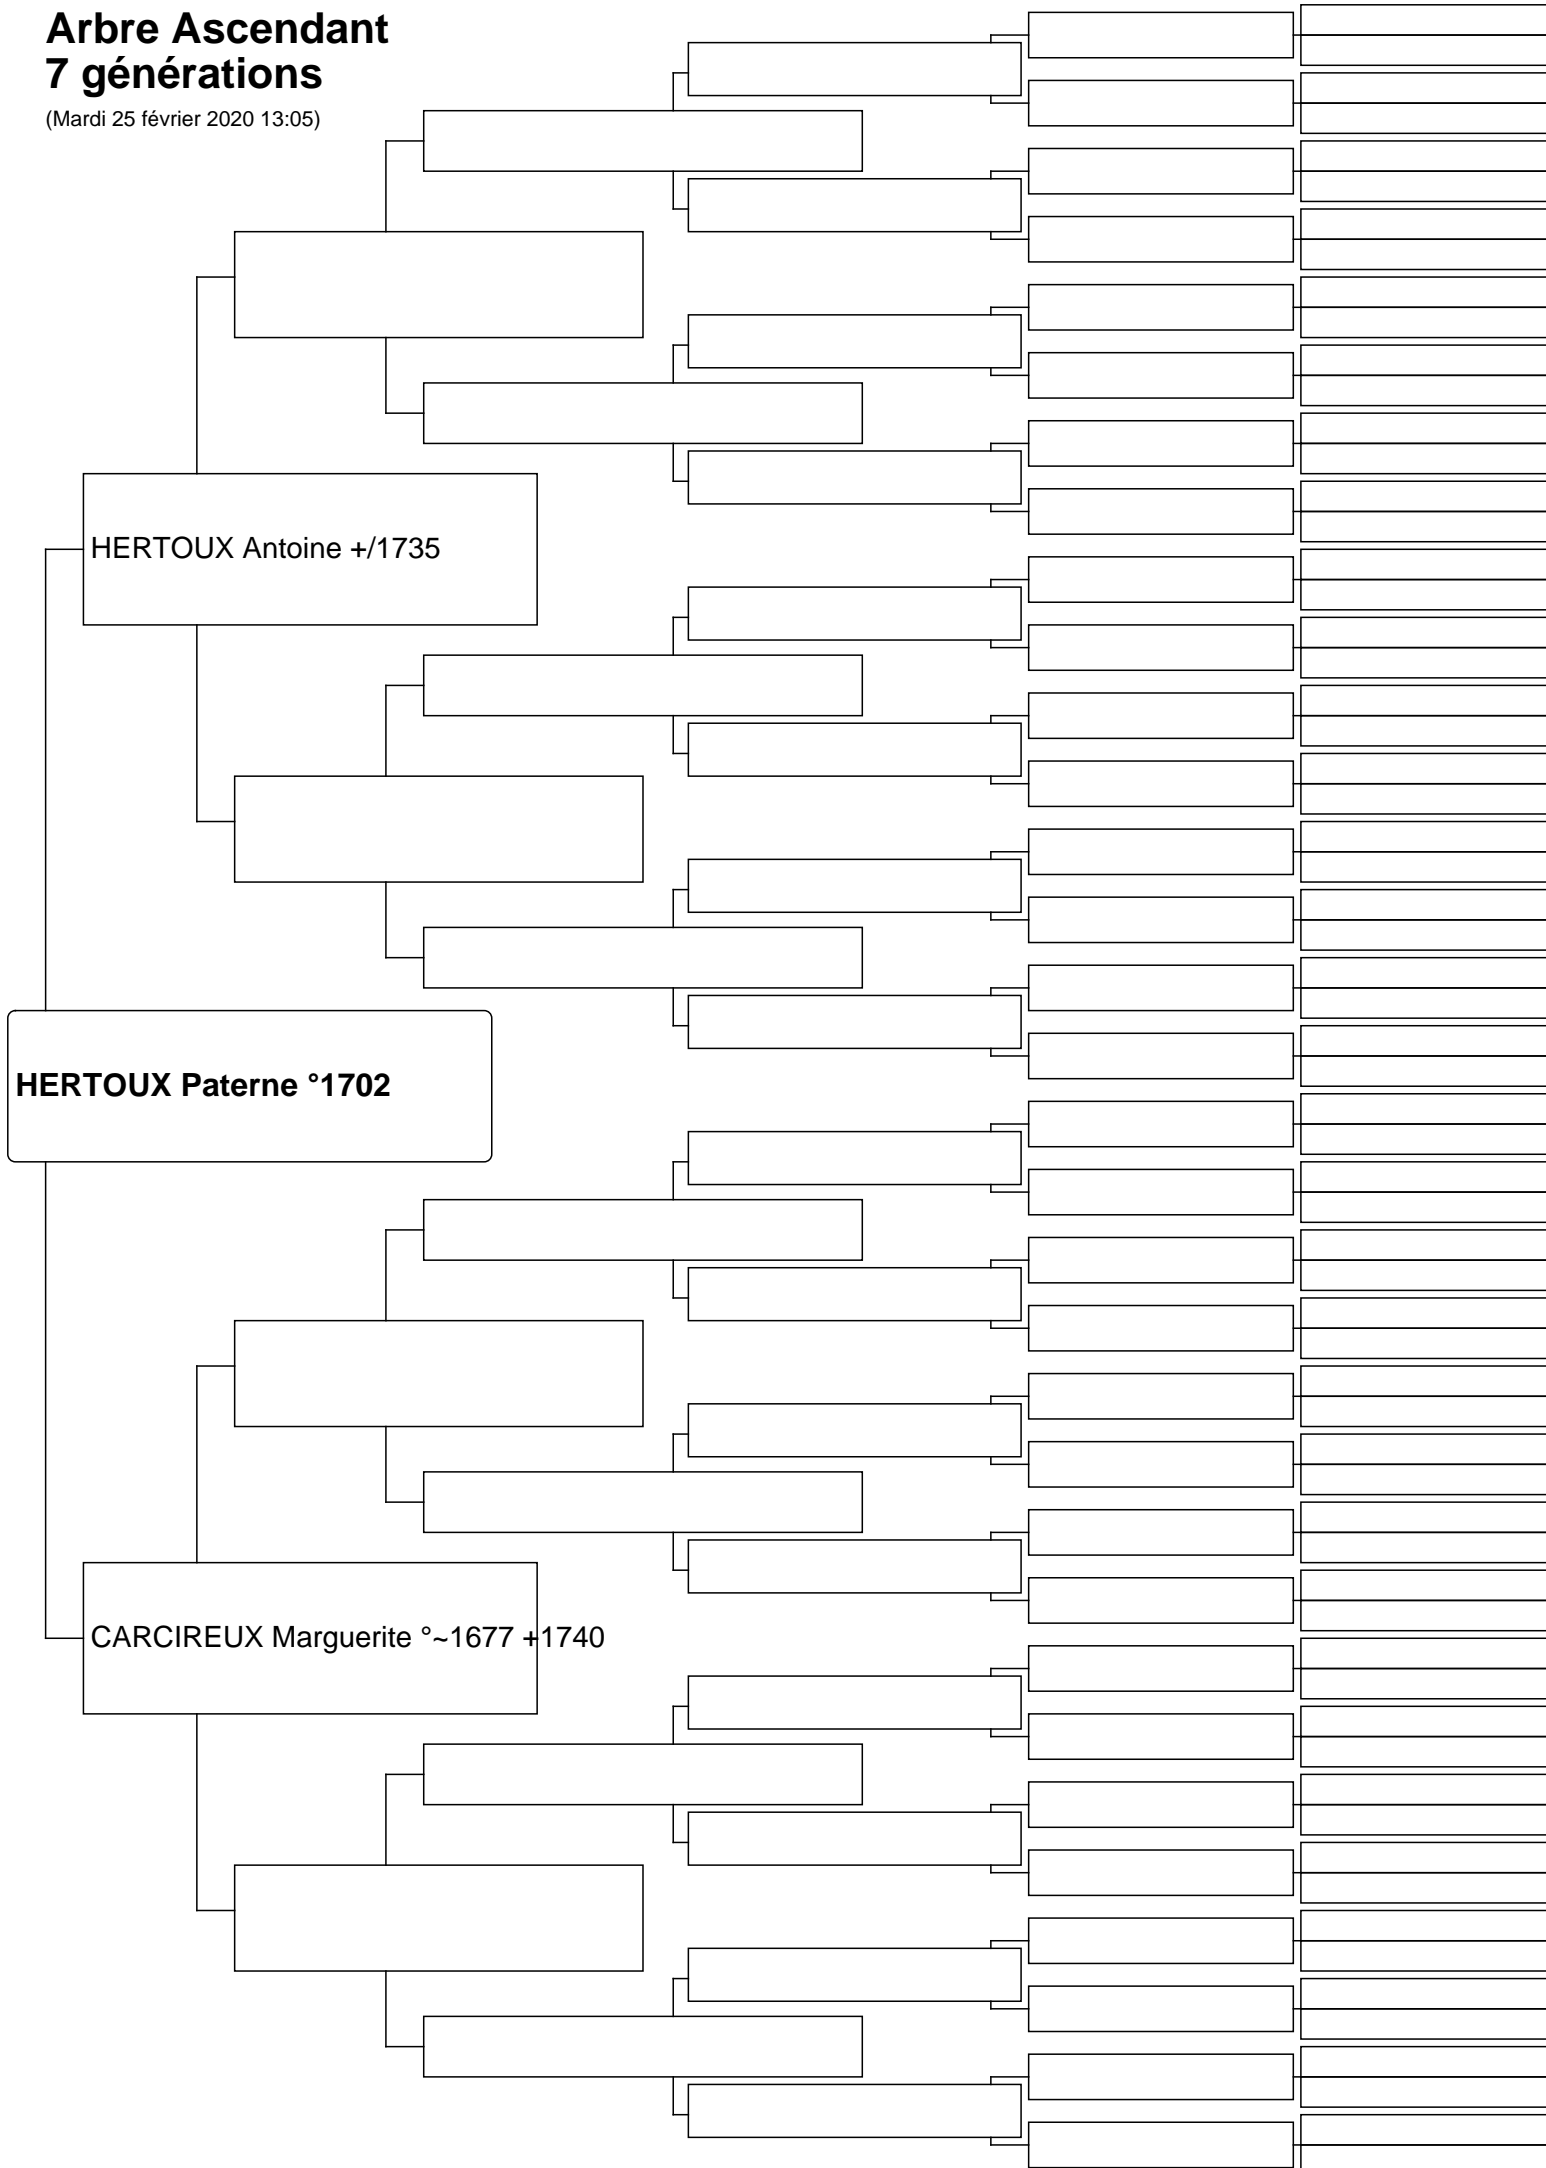 Arbre Ascendant
7 générations
(Mardi 25 février 2020 13:05)
HERTOUX Antoine +/1735
HERTOUX Paterne °1702
CARCIREUX Marguerite °~1677 +1740